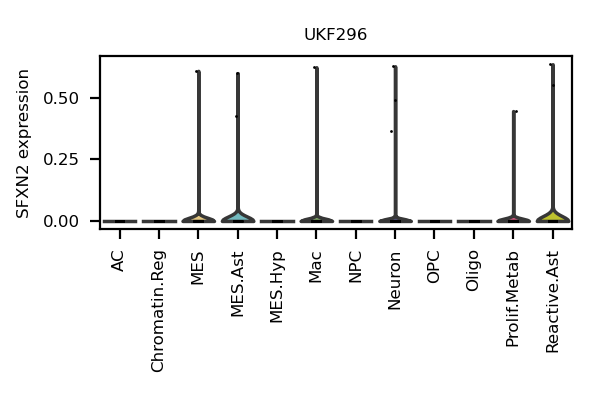 UKF296
SFXN2 expression
0.50
0.25
0.00
AC
Chromatin.Reg
MES
MES.Ast
MES.Hyp
Mac
NPC
Neuron
OPC
Oligo
Prolif.Metab
Reactive.Ast